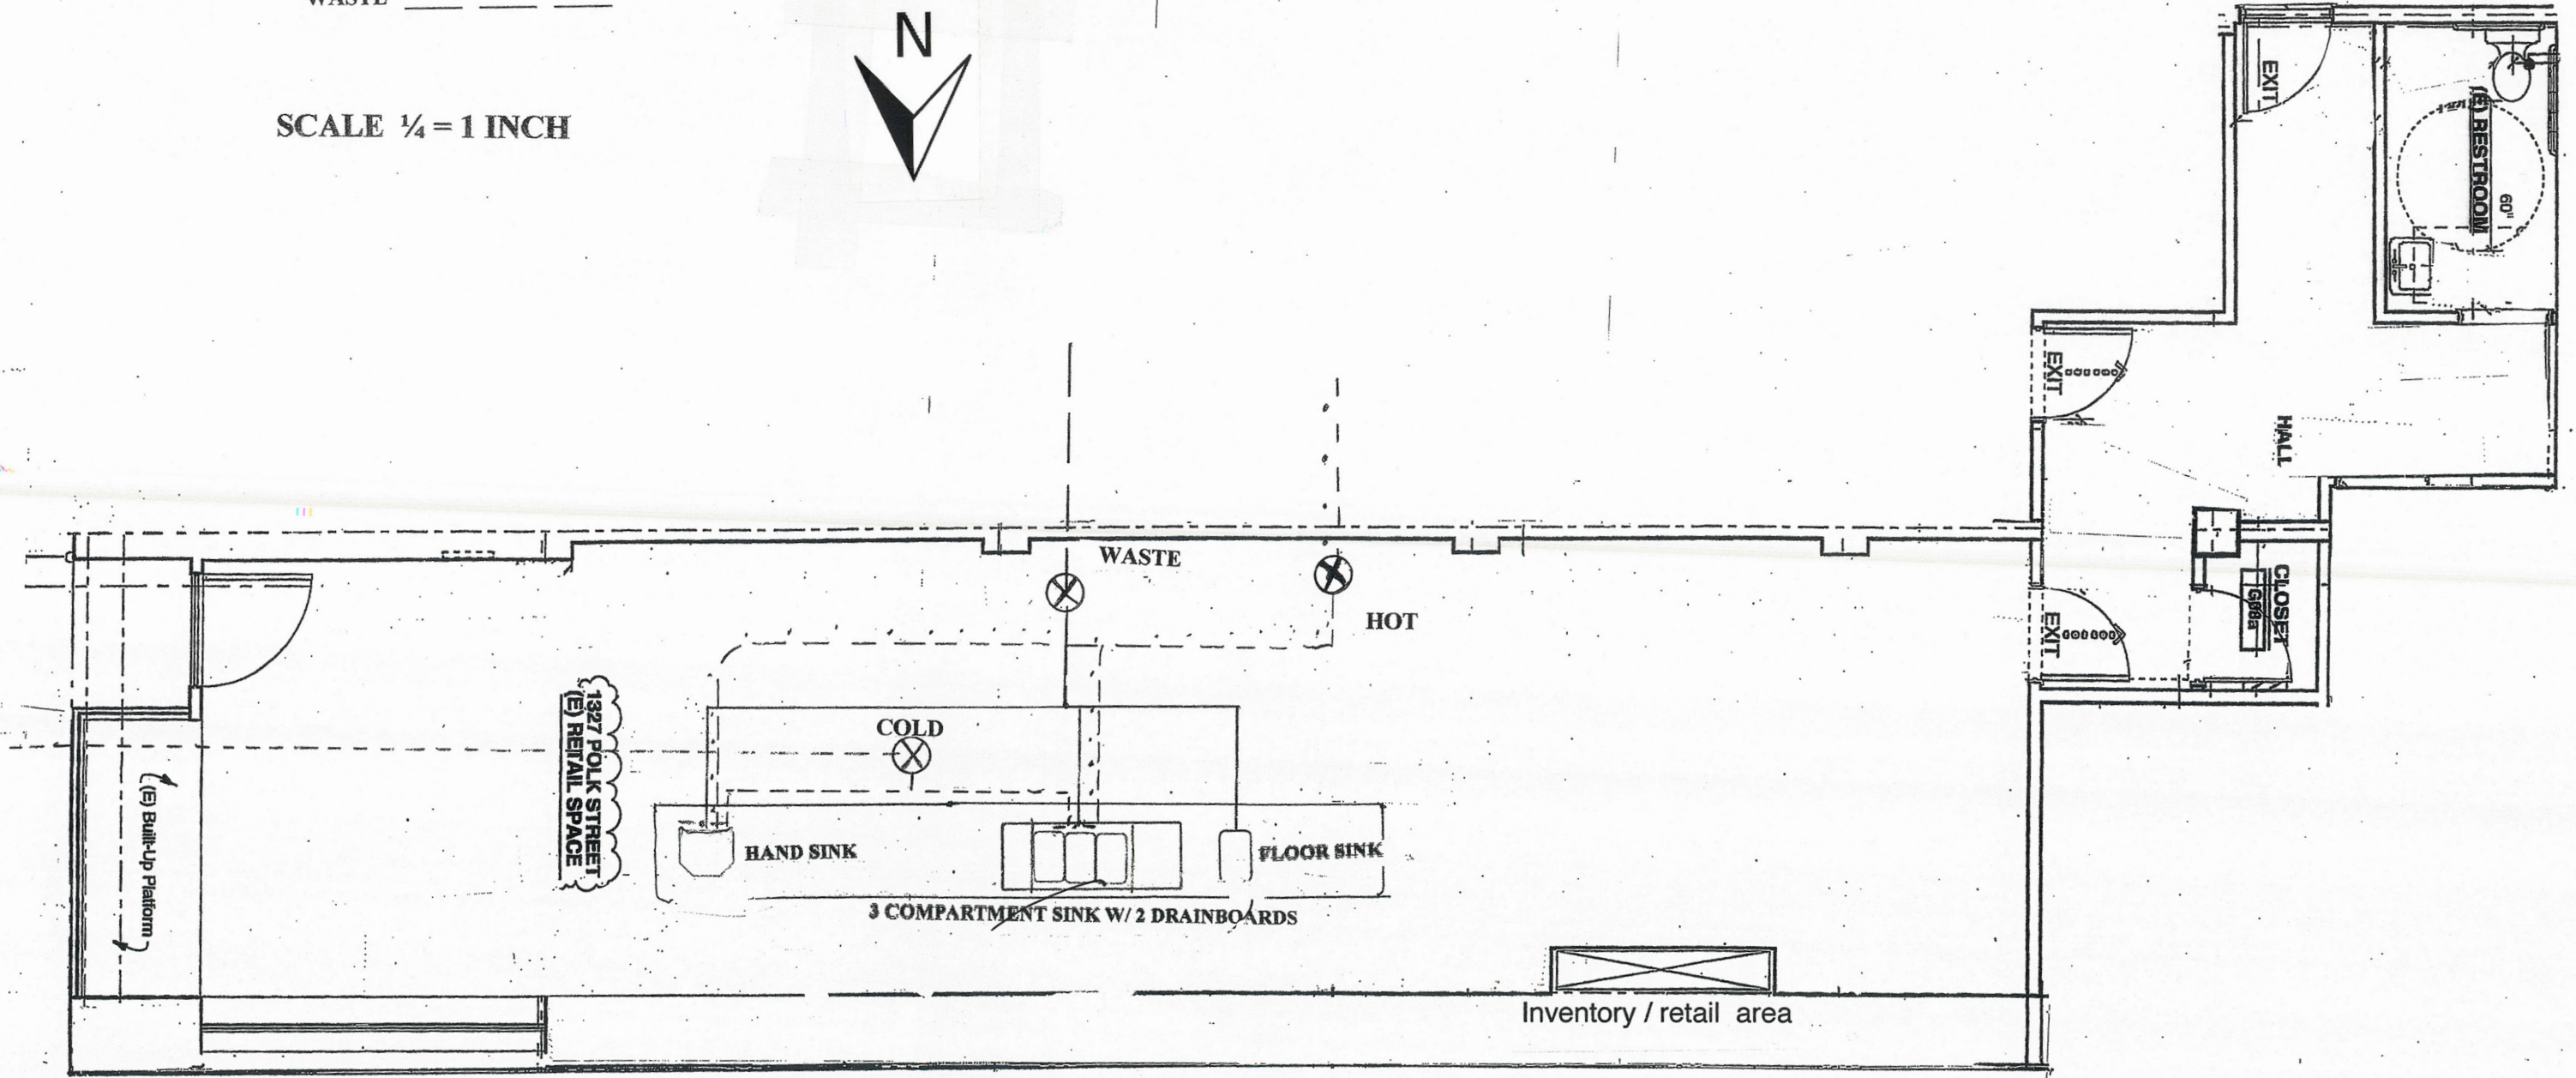 WASTE
N
SCALE ¼ = 1 INCH
EXIT
(E) RESTROOM
60"
EXIT
HALL
WASTE
HOT
CLOSET
G08a
EXIT
1327 POLK STREET
(E) RETAIL SPACE
COLD
(E) Built-Up Platform
HAND SINK
FLOOR SINK
3 COMPARTMENT SINK W/ 2 DRAINBOARDS
Inventory / retail area